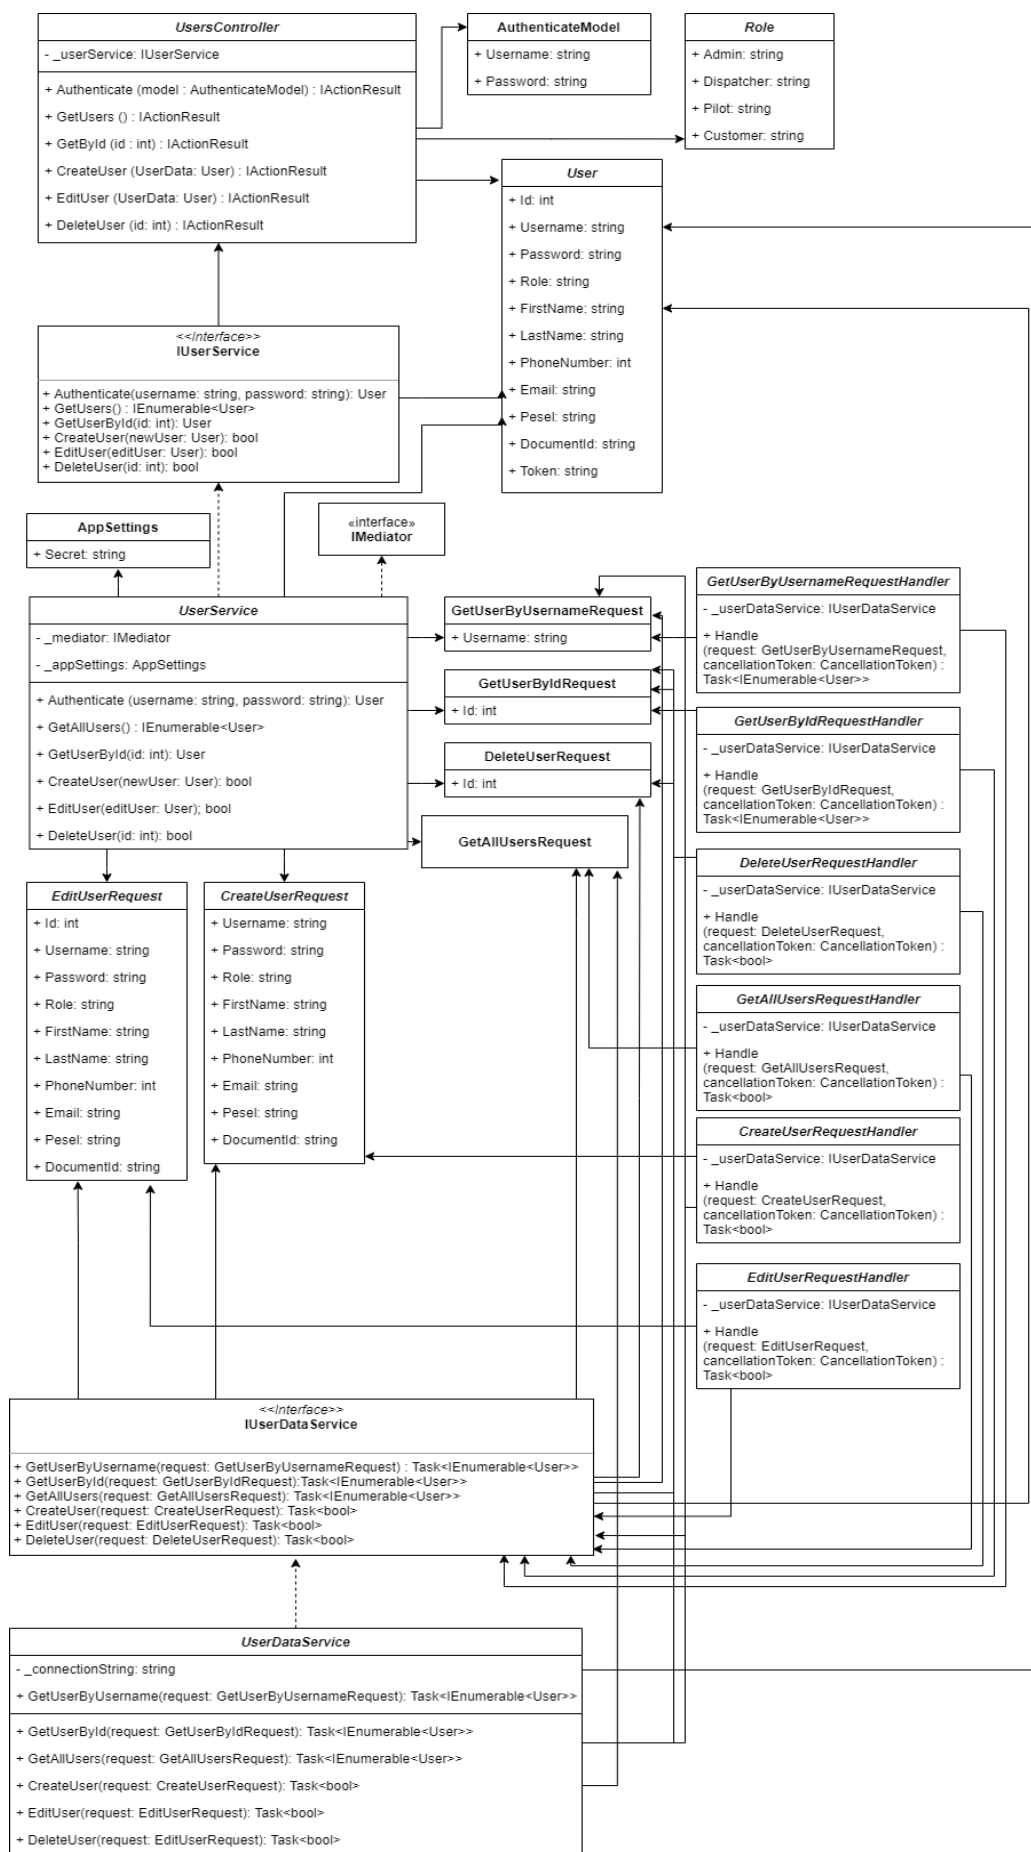 UsersController
- _userService: IUserService
+ Authenticate (model : AuthenticateModel) : IActionResult
+ GetUsers () : IActionResult
+ GetById (id : int) : IActionResult
+ CreateUser (UserData: User) : IActionResult
+ EditUser (UserData: User) : IActionResult
+ DeleteUser (id: int) : IActionResult
AuthenticateModel
+ Username: string
+ Password: string
Role
+ Admin: string
+ Dispatcher: string
+ Pilot: string
+ Customer: string
User
+ Id: int
+ Username: string
+ Password: string
+ Role: string
+ FirstName: string
+ LastName: string
+ PhoneNumber: int
+ Email: string
+ Pesel: string
+ DocumentId: string
+ Token: string
<<Interface>>
IUserService
+ Authenticate(username: string, password: string): User
+ GetUsers() : IEnumerable<User>
+ GetUserById(id: int): User
+ CreateUser(newUser: User): bool
+ EditUser(editUser: User): bool
+ DeleteUser(id: int): bool
AppSettings
+ Secret: string
«interface»
IMediator
UserService
- _mediator: IMediator
- _appSettings: AppSettings
+ Authenticate (username: string, password: string): User
+ GetAllUsers() : IEnumerable<User>
+ GetUserById(id: int): User
+ CreateUser(newUser: User): bool
+ EditUser(editUser: User); bool
+ DeleteUser(id: int): bool
GetUserByUsernameRequest
+ Username: string
GetUserByIdRequest
+ Id: int
DeleteUserRequest
+ Id: int
GetAllUsersRequest
GetUserByUsernameRequestHandler
- _userDataService: IUserDataService
+ Handle
(request: GetUserByUsernameRequest,
cancellationToken: CancellationToken) :
Task<IEnumerable<User>>
GetUserByIdRequestHandler
- _userDataService: IUserDataService
+ Handle
(request: GetUserByIdRequest,
cancellationToken: CancellationToken) :
Task<IEnumerable<User>>
DeleteUserRequestHandler
- _userDataService: IUserDataService
+ Handle
(request: DeleteUserRequest,
cancellationToken: CancellationToken) :
Task<bool>
GetAllUsersRequestHandler
- _userDataService: IUserDataService
+ Handle
(request: GetAllUsersRequest,
cancellationToken: CancellationToken) :
Task<bool>
CreateUserRequestHandler
- _userDataService: IUserDataService
+ Handle
(request: CreateUserRequest,
cancellationToken: CancellationToken) :
Task<bool>
EditUserRequestHandler
- _userDataService: IUserDataService
+ Handle
(request: EditUserRequest,
cancellationToken: CancellationToken) :
Task<bool>
EditUserRequest
+ Id: int
+ Username: string
+ Password: string
+ Role: string
+ FirstName: string
+ LastName: string
+ PhoneNumber: int
+ Email: string
+ Pesel: string
+ DocumentId: string
CreateUserRequest
+ Username: string
+ Password: string
+ Role: string
+ FirstName: string
+ LastName: string
+ PhoneNumber: int
+ Email: string
+ Pesel: string
+ DocumentId: string
<<Interface>>
IUserDataService
+ GetUserByUsername(request: GetUserByUsernameRequest) : Task<IEnumerable<User>>
+ GetUserById(request: GetUserByIdRequest):Task<IEnumerable<User>>
+ GetAllUsers(request: GetAllUsersRequest): Task<IEnumerable<User>>
+ CreateUser(request: CreateUserRequest): Task<bool>
+ EditUser(request: EditUserRequest): Task<bool>
+ DeleteUser(request: DeleteUserRequest): Task<bool>
UserDataService
- _connectionString: string
+ GetUserByUsername(request: GetUserByUsernameRequest): Task<IEnumerable<User>>
+ GetUserById(request: GetUserByIdRequest): Task<IEnumerable<User>>
+ GetAllUsers(request: GetAllUsersRequest): Task<IEnumerable<User>>
+ CreateUser(request: CreateUserRequest): Task<bool>
+ EditUser(request: EditUserRequest): Task<bool>
+ DeleteUser(request: EditUserRequest): Task<bool>